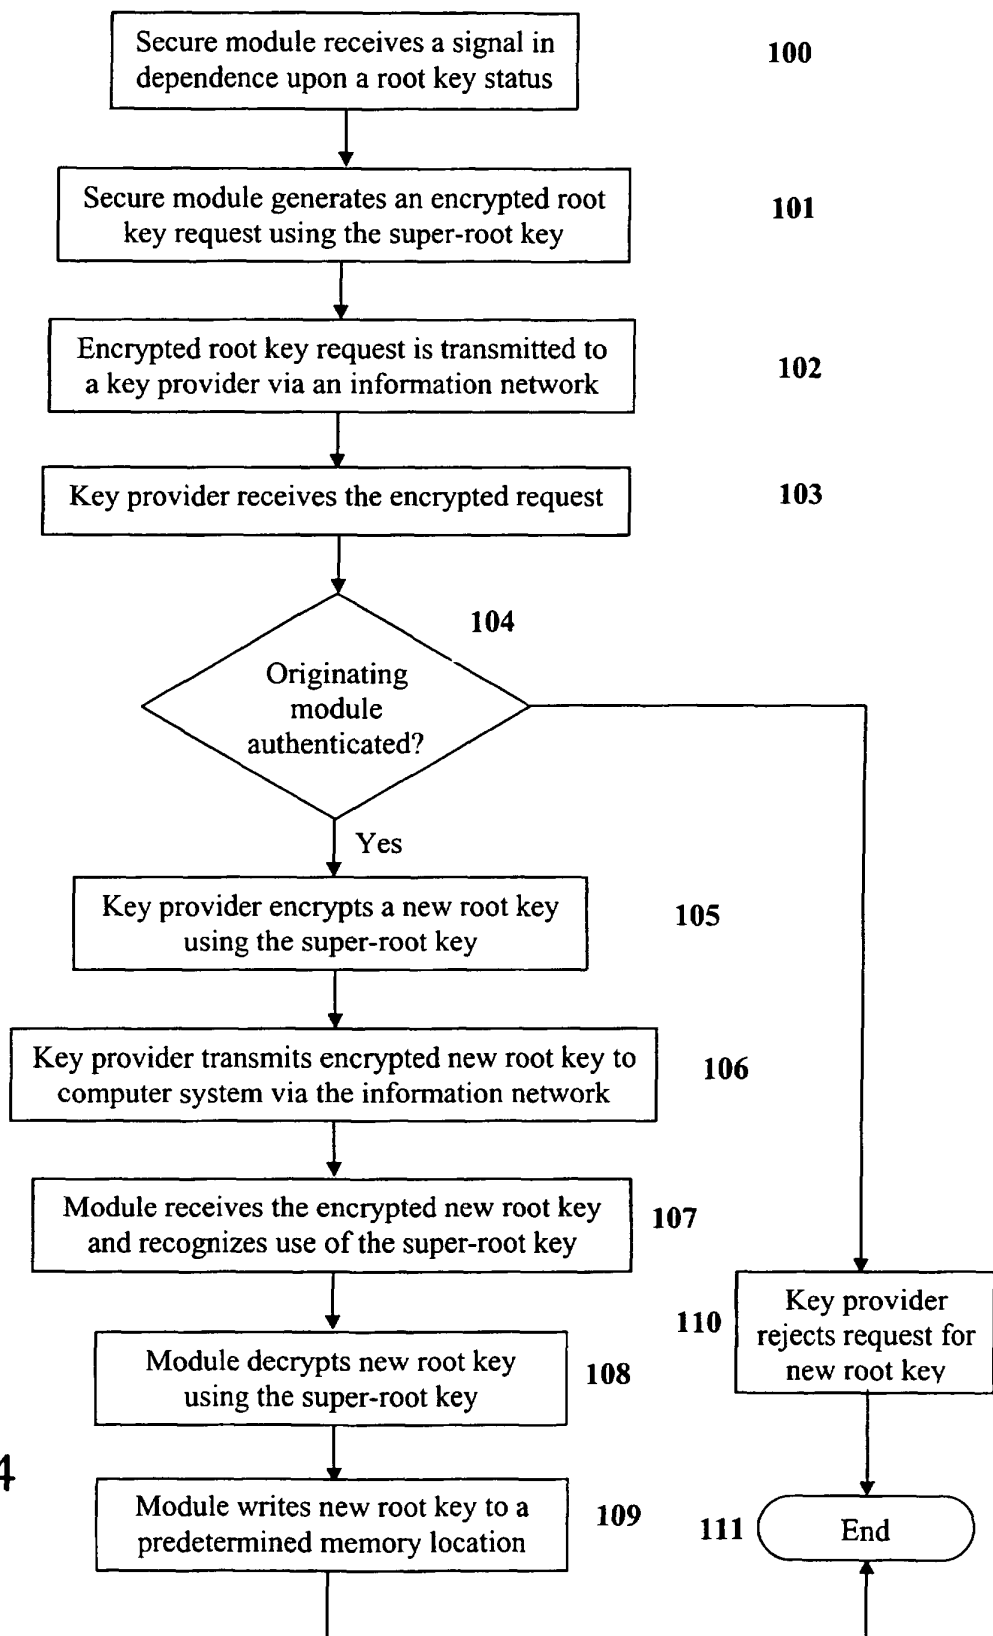 Secure module receives a signal in
dependence upon a root key status
100
Secure module generates an encrypted root
key request using the super-root key
101
Encrypted root key request is transmitted to
a key provider via an information network
102
Key provider receives the encrypted request
103
104
Originating
module
authenticated?
Yes
Key provider encrypts a new root key
using the super-root key
105
Key provider transmits encrypted new root key to
computer system via the information network
106
Module receives the encrypted new root key
and recognizes use of the super-root key
107
110
Key provider
rejects request for
new root key
Module decrypts new root key
using the super-root key
108
4
Module writes new root key to a
predetermined memory location
109
111
End